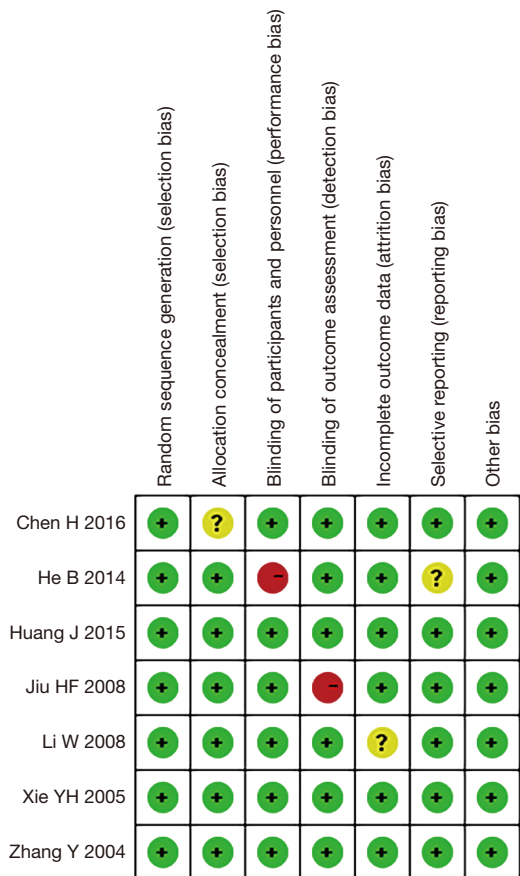 Random sequence generation (selection bias)
Allocation concealment (selection bias)
Blinding of participants and personnel (performance bias)
Blinding of outcome assessment (detection bias)
Incomplete outcome data (attrition bias)
Selective reporting (reporting bias)
Other bias
Chen H 2016 + ? + + + + +
He B 2014 + + - + + ? +
Huang J 2015 + + + + + + +
Jiu HF 2008 + + + - + + +
Li W 2008 + + + + ? + +
Xie YH 2005 + + + + + + +
Zhang Y 2004 + + + + + + +